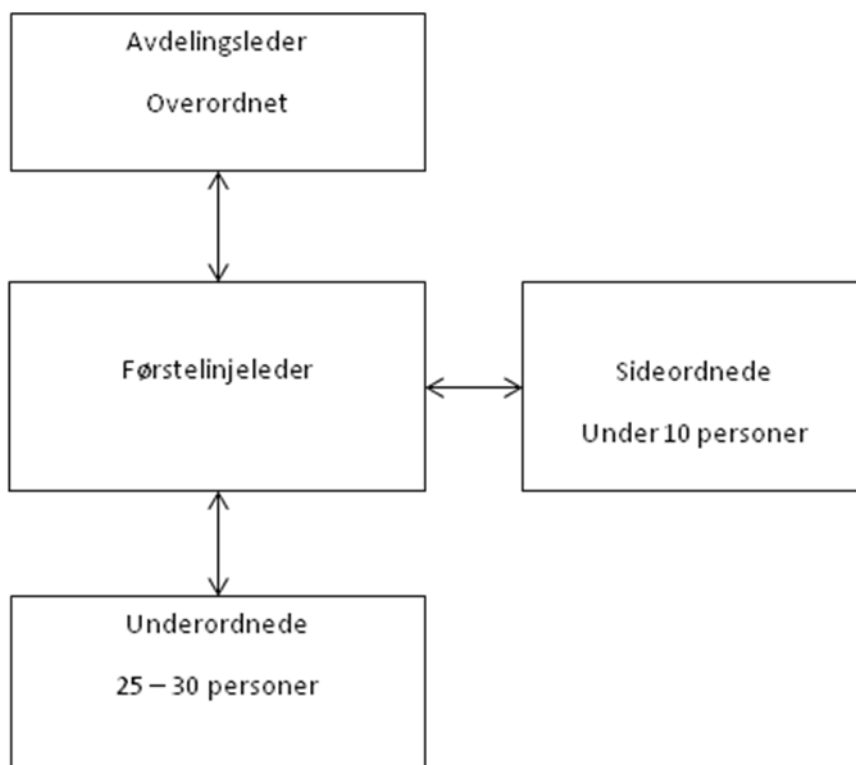 Avdelingsleder
Overordnet
Førstelinjeleder
Sideordnede
Under 10 personer
Underordnede
25 – 30 personer